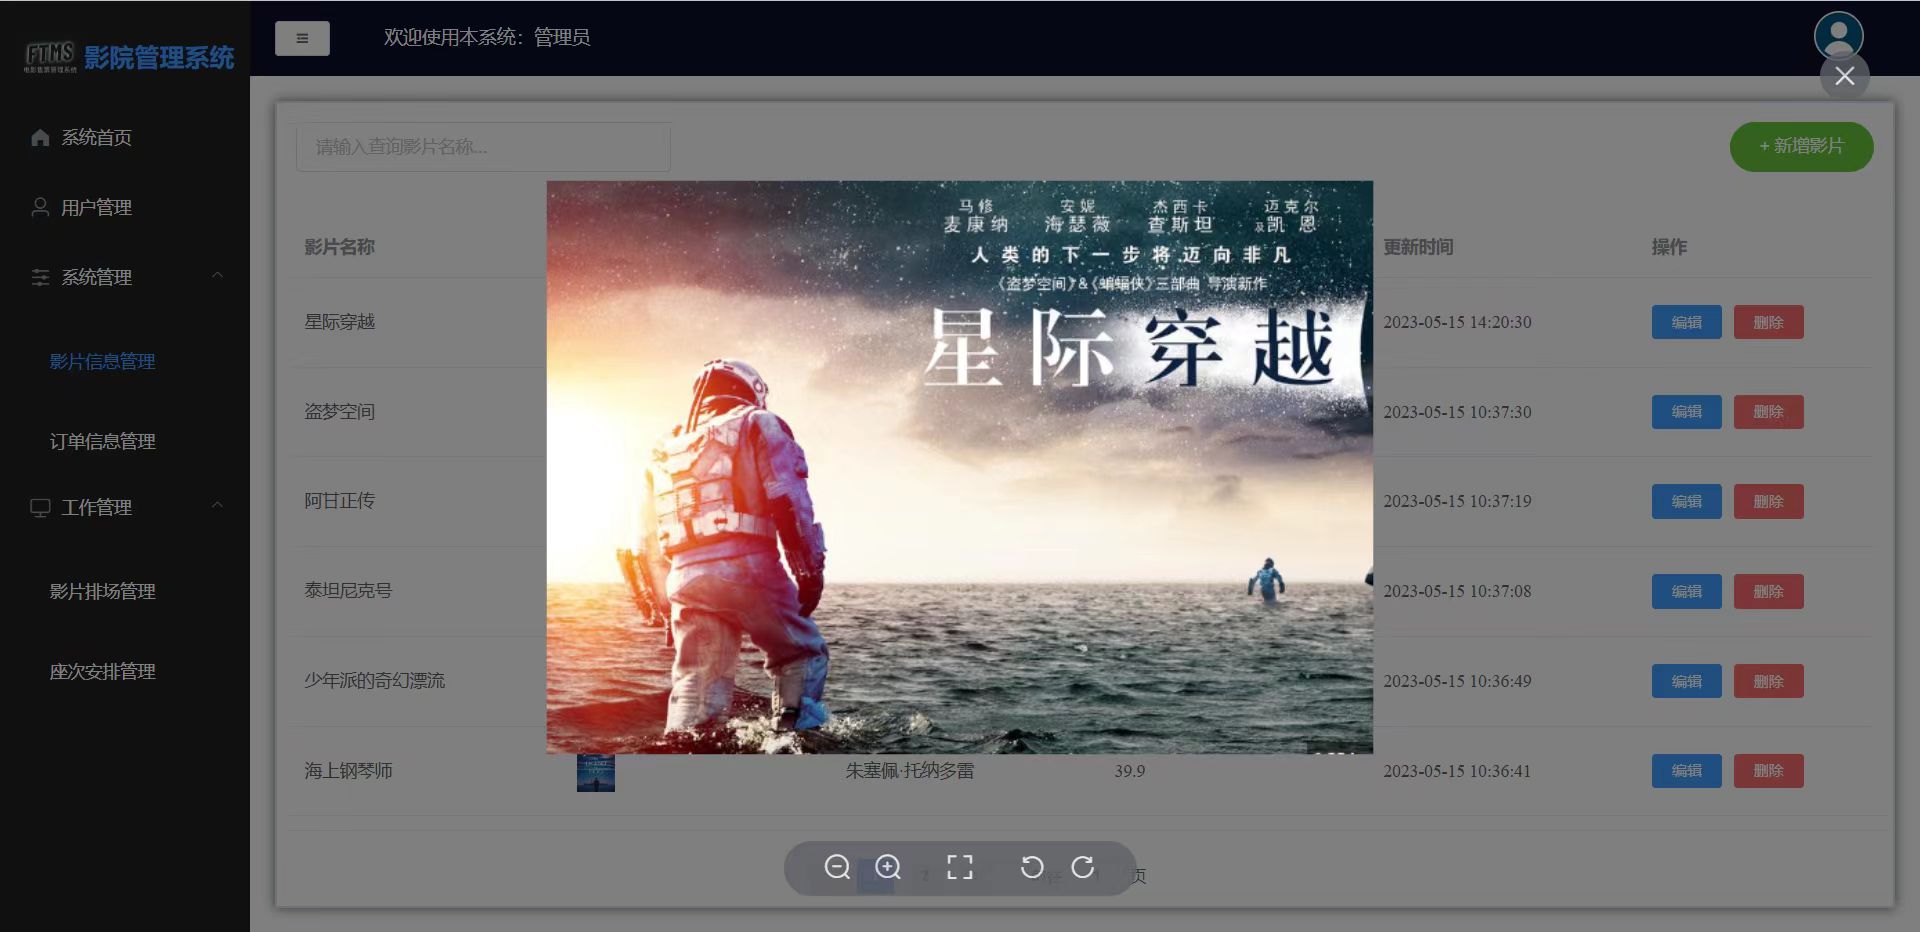 FTMS
电影售票管理系统
影院管理系统
欢迎使用本系统：管理员
系统首页
用户管理
系统管理
影片信息管理
订单信息管理
工作管理
影片排场管理
座次安排管理
请输入查询影片名称...
+ 新增影片
影片名称
更新时间
操作
星际穿越
2023-05-15 14:20:30
编辑
删除
盗梦空间
2023-05-15 10:37:30
编辑
删除
阿甘正传
2023-05-15 10:37:19
编辑
删除
泰坦尼克号
2023-05-15 10:37:08
编辑
删除
少年派的奇幻漂流
2023-05-15 10:36:49
编辑
删除
海上钢琴师
朱塞佩·托纳多雷
39.9
2023-05-15 10:36:41
编辑
删除
马修 安妮 杰西卡 迈克尔
麦康纳 海瑟薇 查斯坦 及凯恩
人类的下一步将迈向非凡
《盗梦空间》&《蝙蝠侠》三部曲 导演新作
星际穿越
2
页